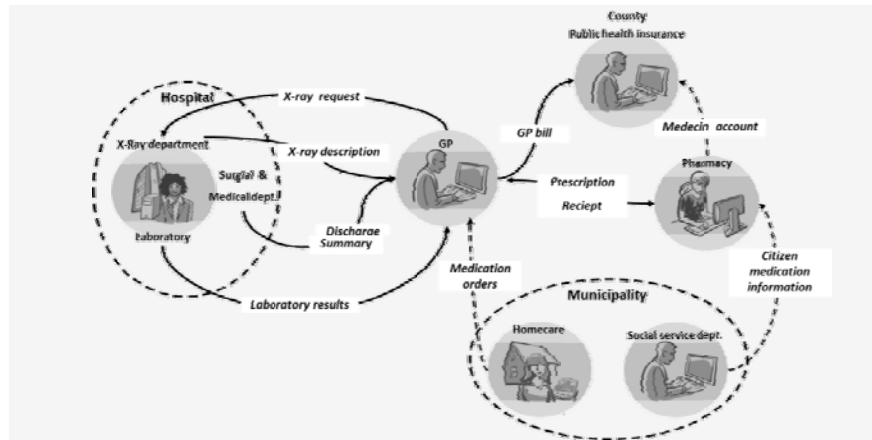 County
Public health insurance
Hospital
X-ray request
GP bill
X-Ray department
X-ray description
GP
Medecin account
Pharmacy
Surgial &
Medicaldept.
Prescription
Reciept
Laboratory
Discharge
Summary
Citizen
medication
information
Medication
orders
Laboratory results
Municipality
Homecare
Social service dept.